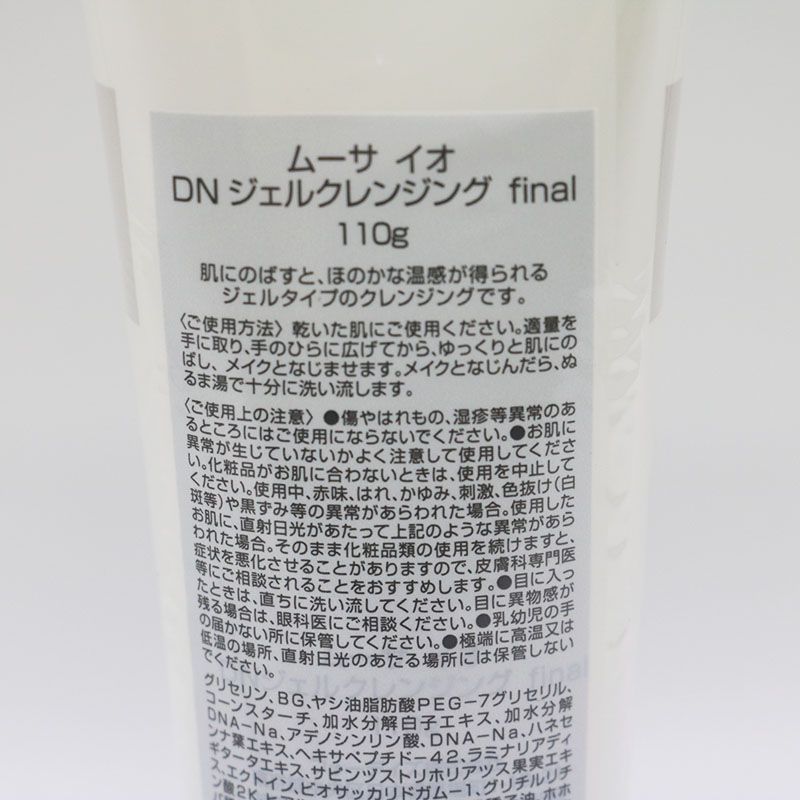 ムーサ イオ
DN ジェルクレンジング final
110g
肌にのばすと、ほのかな温感が得られる
ジェルタイプのクレンジングです。
〈ご使用方法〉乾いた肌にご使用ください。適量を
手に取り、手のひらに広げてから、ゆっくりと肌にの
ばし、メイクとなじませます。メイクとなじんだら、ぬ
るま湯で十分に洗い流します。
〈ご使用上の注意〉●傷やはれもの、湿疹等異常のあ
るところにはご使用にならないでください。●お肌に
異常が生じていないかよく注意して使用してくださ
い。化粧品がお肌に合わないときは、使用を中止して
ください。使用中、赤味、はれ、かゆみ、刺激、色抜け(白
斑等)や黒ずみ等の異常があらわれた場合。使用した
お肌に、直射日光があたって上記のような異常があら
われた場合。そのまま化粧品類の使用を続けますと、
症状を悪化させることがありますので、皮膚科専門医
等にご相談されることをおすすめします。●目に入っ
たときは、直ちに洗い流してください。目に異物感が
残る場合は、眼科医にご相談ください。●乳幼児の手
の届かない所に保管してください。●極端に高温又は
低温の場所、直射日光のあたる場所には保管しない
でください。
DNジェルクレンジング final
グリセリン、BG、ヤシ油脂肪酸PEG-7グリセリル、
コーンスターチ、加水分解白子エキス、加水分解
DNA-Na、アデノシンリン酸、DNA-Na、ハネセ
ンナ葉エキス、ヘキサペプチド-42、ラミナリアディ
ギタータエキス、サピンヅストリホリアツス果実エキ
ス、エクトイン、ビオサッカリドガム-1、グリチルリチ
ン酸2K、